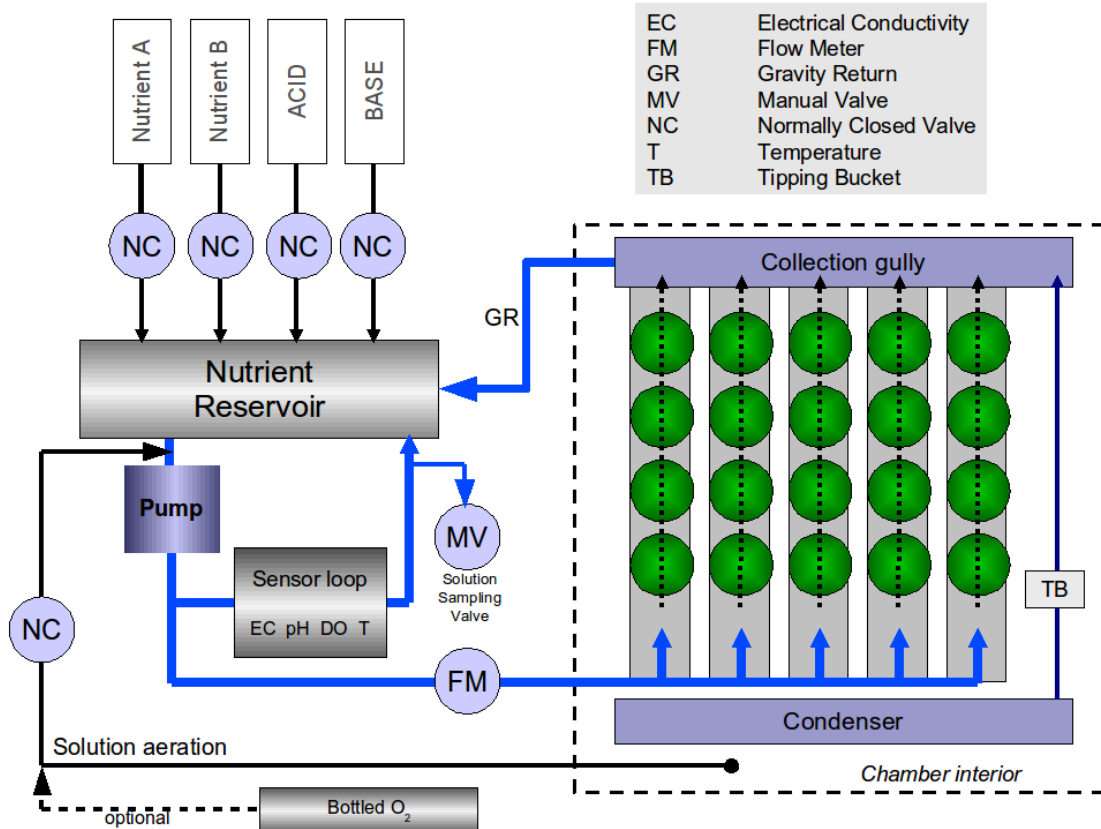 Nutrient A
Nutrient B
ACID
BASE
EC Electrical Conductivity
FM Flow Meter
GR Gravity Return
MV Manual Valve
NC Normally Closed Valve
T Temperature
TB Tipping Bucket
NC
NC
NC
NC
Collection gully
GR
Nutrient
Reservoir
Pump
MV
Solution
Sampling
Valve
Sensor loop
EC pH DO T
TB
NC
FM
Condenser
Solution aeration
Chamber interior
optional
Bottled O₂